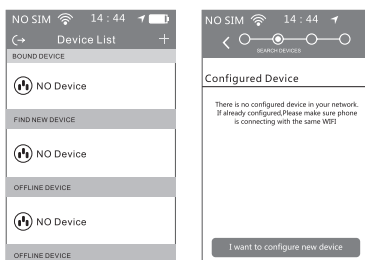 NO SIM 14:44
Device List
BOUND DEVICE
NO Device
FIND NEW DEVICE
NO Device
OFFLINE DEVICE
NO Device
OFFLINE DEVICE
NO SIM 14:44
SEARCH DEVICES
Configured Device
There is no configured device in your network.
If already configured,Please make sure phone
is connecting with the same WIFI
I want to configure new device